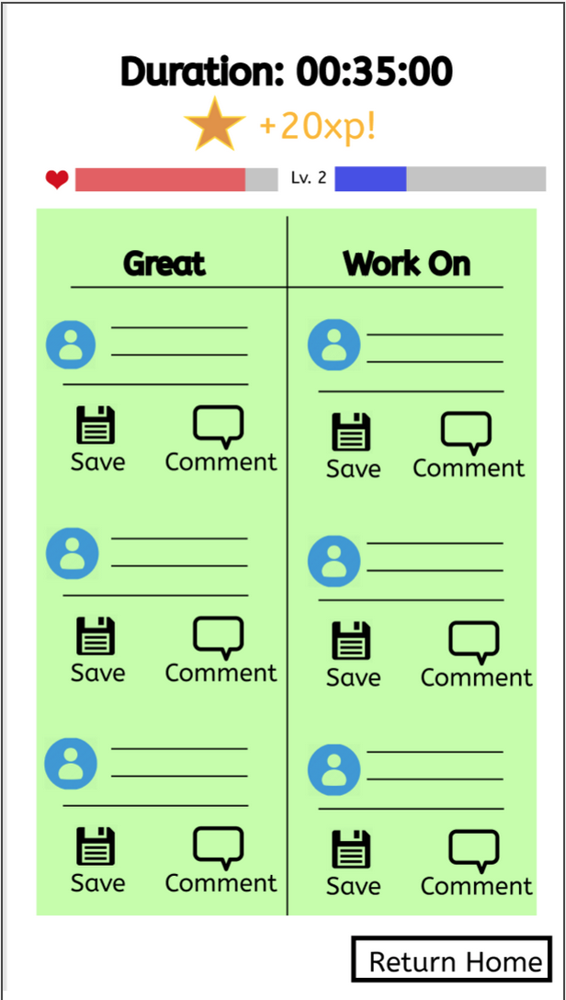 Duration: 00:35:00
+20xp!
Lv. 2
Great
Work On
Save Comment
Save Comment
Save Comment
Save Comment
Save Comment
Save Comment
Return Home